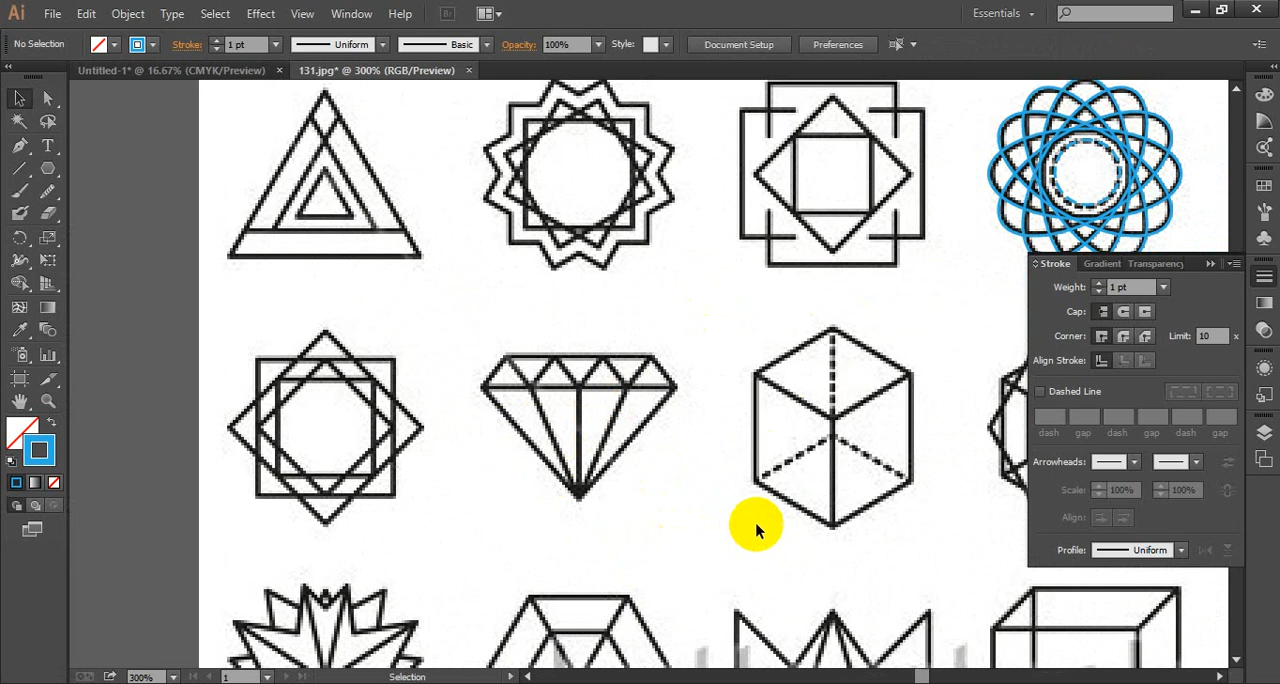 Ai File Edit Object Type Select Effect View Window Help Br Essentials
No Selection Stroke: 1 pt Uniform Basic Opacity: 100% Style: Document Setup Preferences
Untitled-1* @ 16.67% (CMYK/Preview) × 131.jpg* @ 300% (RGB/Preview) ×
Stroke Gradient Transparency
Weight: 1 pt
Cap:
Corner: Limit: 10 x
Align Stroke:
Dashed Line
dash gap dash gap dash gap
Arrowheads:
Scale: 100% 100%
Align:
Profile: Uniform
300% 1 Selection